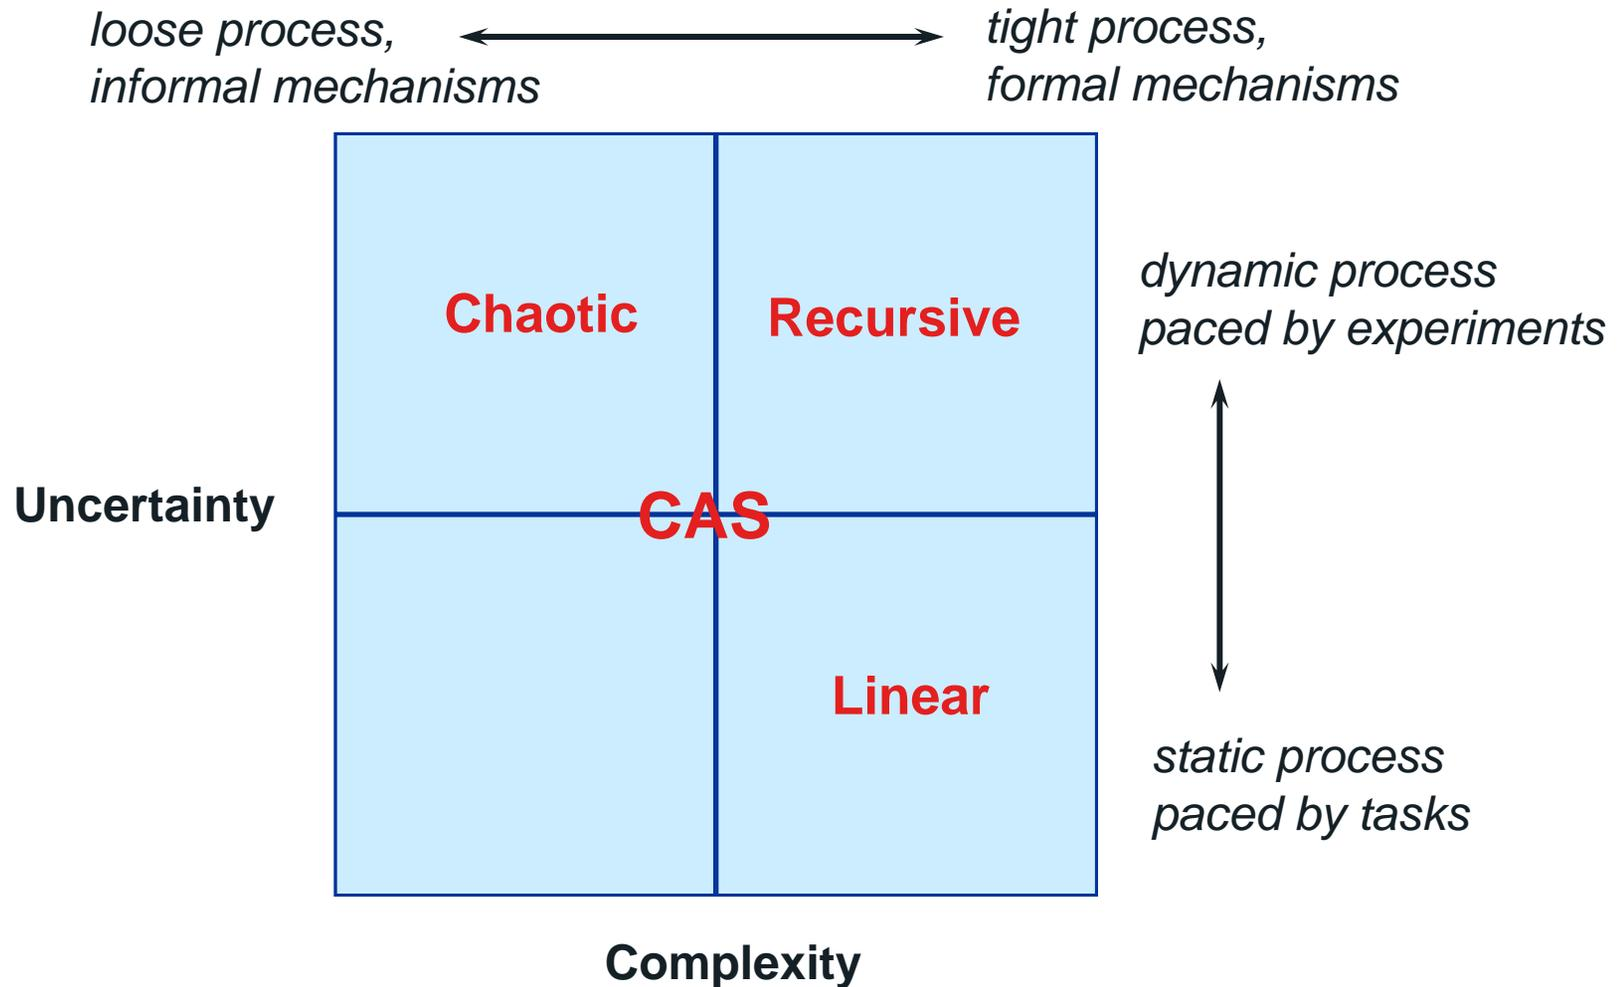 loose process,
informal mechanisms
tight process,
formal mechanisms
Chaotic
Recursive
dynamic process
paced by experiments
Uncertainty
CAS
Linear
static process
paced by tasks
Complexity